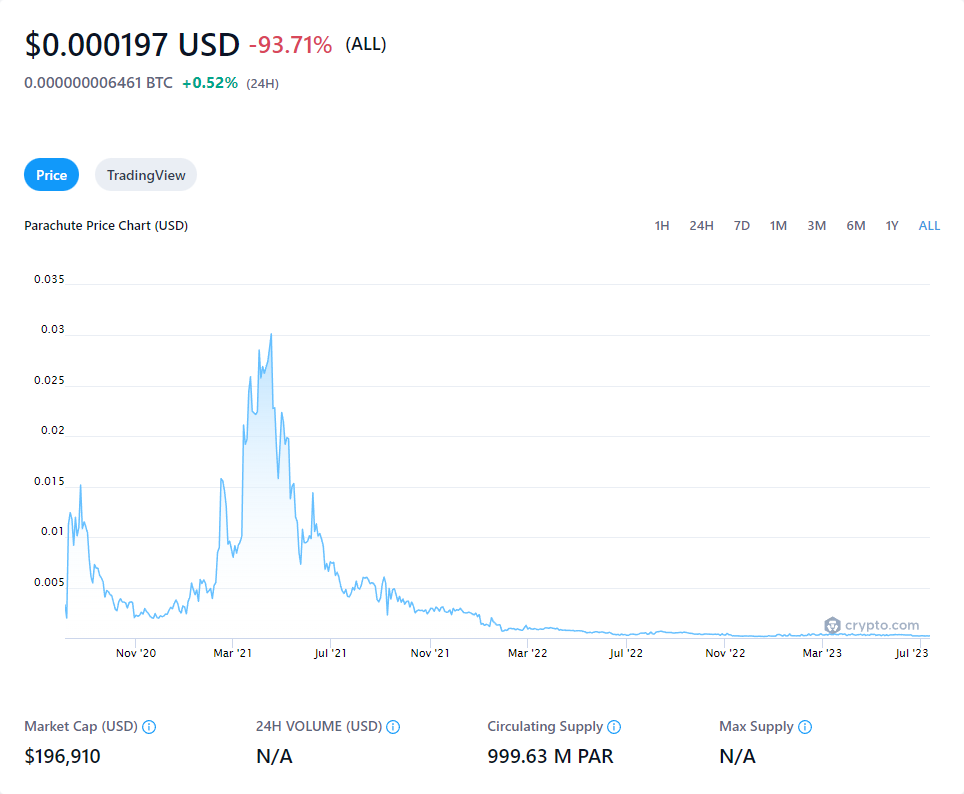 $0.000197 USD -93.71% (ALL)
0.000000006461 BTC +0.52% (24H)
Price TradingView
Parachute Price Chart (USD) 1H 24H 7D 1M 3M 6M 1Y ALL
0.035
0.03
0.025
0.02
0.015
0.01
0.005
crypto.com
Nov '20 Mar '21 Jul '21 Nov '21 Mar '22 Jul '22 Nov '22 Mar '23 Jul '23
Market Cap (USD) 24H VOLUME (USD) Circulating Supply Max Supply
$196,910 N/A 999.63 M PAR N/A